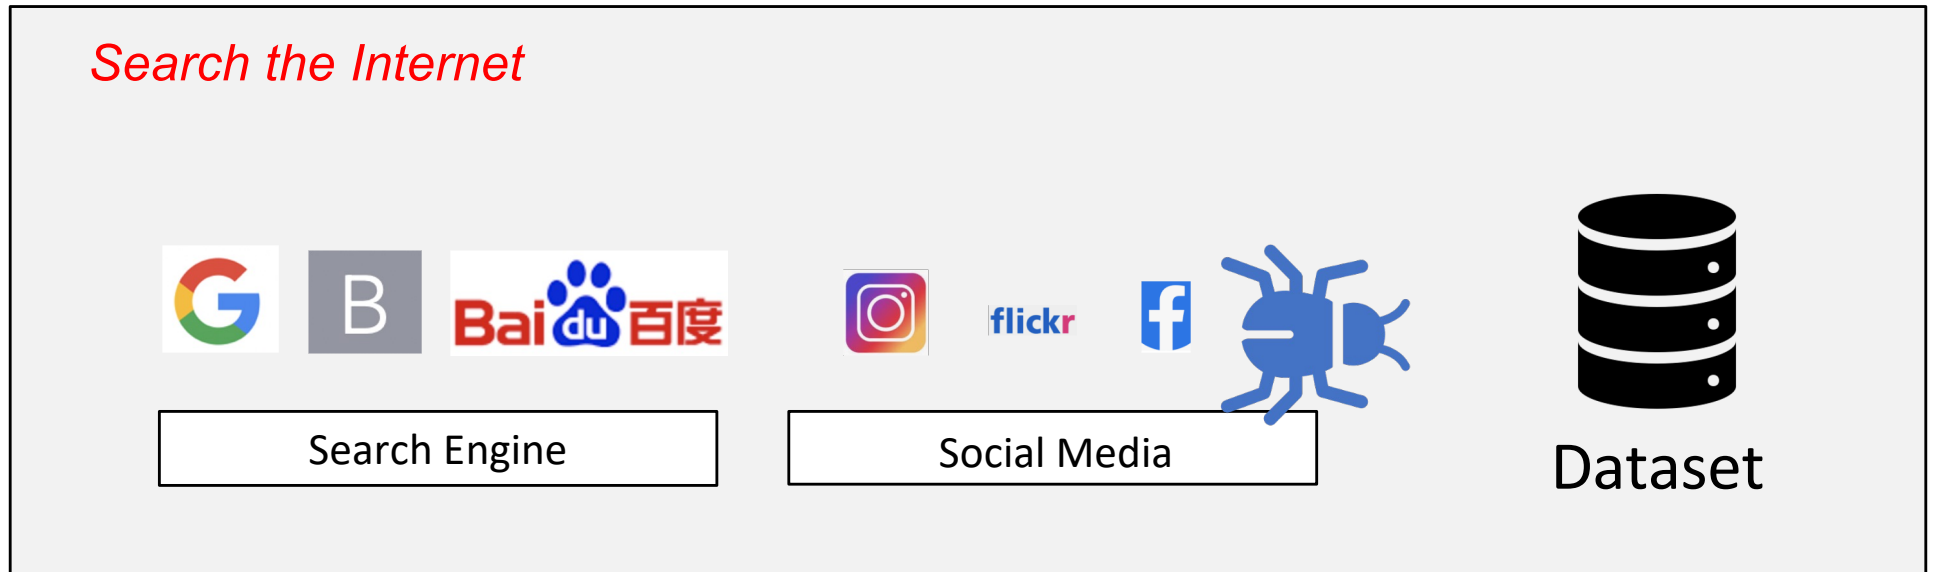 Search the Internet
G B Bai du 百度 flickr f
Search Engine Social Media
Dataset